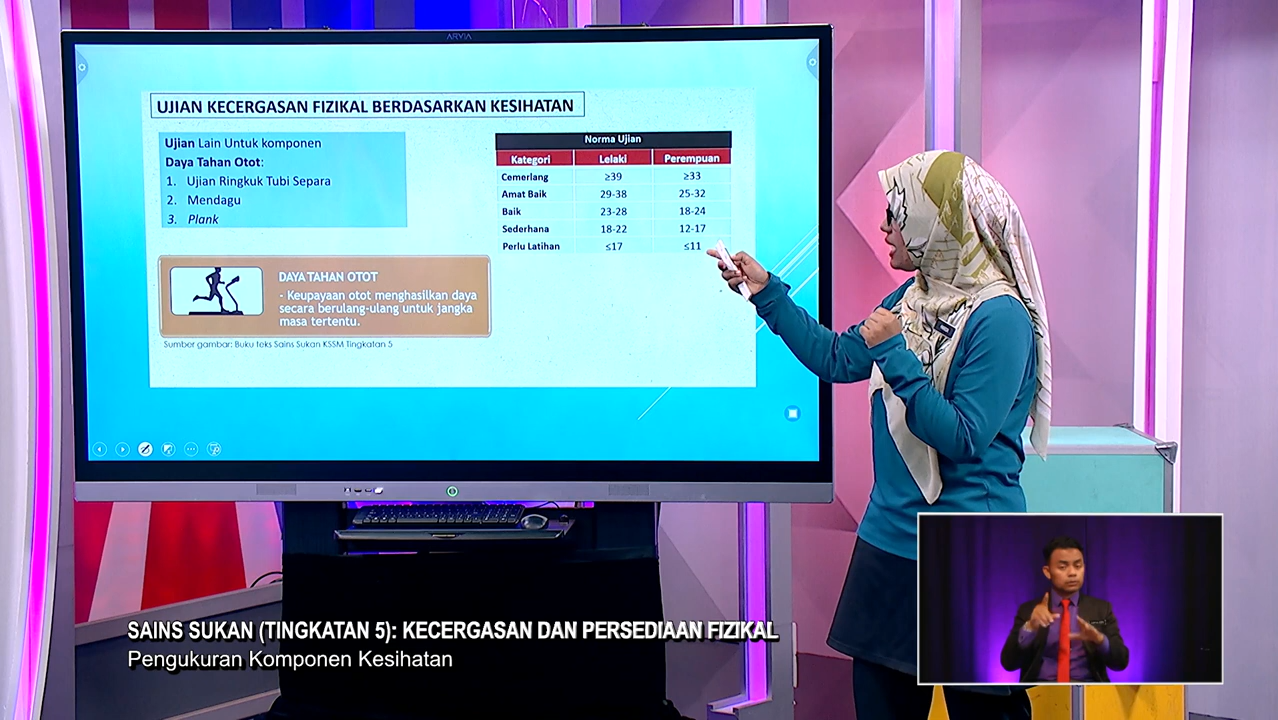 ARVIA
UJIAN KECERGASAN FIZIKAL BERDASARKAN KESIHATAN
Ujian Lain Untuk komponen
Daya Tahan Otot:
1. Ujian Ringkuk Tubi Separa
2. Mendagu
3. Plank
Norma Ujian
Kategori Lelaki Perempuan
Cemerlang ≥39 ≥33
Amat Baik 29-38 25-32
Baik 23-28 18-24
Sederhana 18-22 12-17
Perlu Latihan ≤17 ≤11
DAYA TAHAN OTOT
- Keupayaan otot menghasilkan daya
secara berulang-ulang untuk jangka
masa tertentu.
Sumber gambar: Buku teks Sains Sukan KSSM Tingkatan 5
SAINS SUKAN (TINGKATAN 5): KECERGASAN DAN PERSEDIAAN FIZIKAL
Pengukuran Komponen Kesihatan